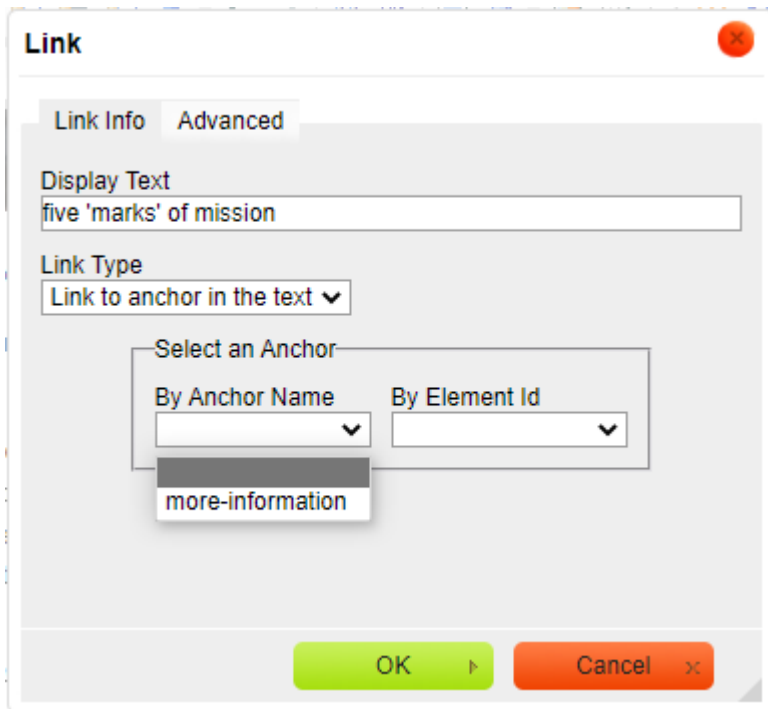 Link
Link Info Advanced
Display Text
five 'marks' of mission
Link Type
Link to anchor in the text
Select an Anchor
By Anchor Name By Element Id
more-information
OK Cancel